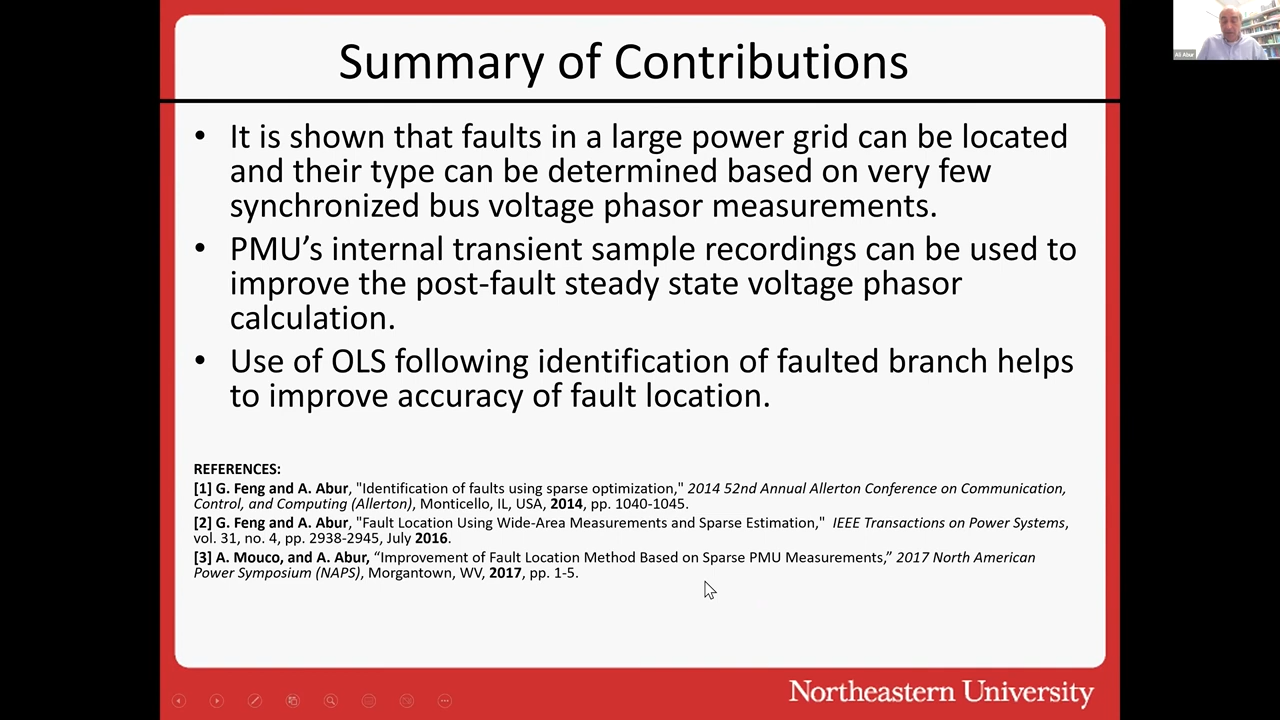 Summary of Contributions
Ali Abur
• It is shown that faults in a large power grid can be located
and their type can be determined based on very few
synchronized bus voltage phasor measurements.
• PMU’s internal transient sample recordings can be used to
improve the post-fault steady state voltage phasor
calculation.
• Use of OLS following identification of faulted branch helps
to improve accuracy of fault location.
REFERENCES:
[1] G. Feng and A. Abur, "Identification of faults using sparse optimization," 2014 52nd Annual Allerton Conference on Communication,
Control, and Computing (Allerton), Monticello, IL, USA, 2014, pp. 1040-1045.
[2] G. Feng and A. Abur, "Fault Location Using Wide-Area Measurements and Sparse Estimation," IEEE Transactions on Power Systems,
vol. 31, no. 4, pp. 2938-2945, July 2016.
[3] A. Mouco, and A. Abur, “Improvement of Fault Location Method Based on Sparse PMU Measurements,” 2017 North American
Power Symposium (NAPS), Morgantown, WV, 2017, pp. 1-5.
Northeastern University